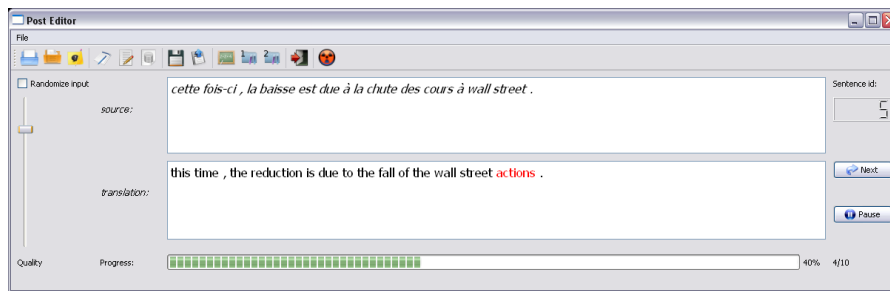 Post Editor
File
Randomize input
Sentence id:
source:
cette fois-ci , la baisse est due à la chute des cours à wall street .
5
translation:
this time , the reduction is due to the fall of the wall street actions .
Next
Pause
Quality
Progress:
40%
4/10